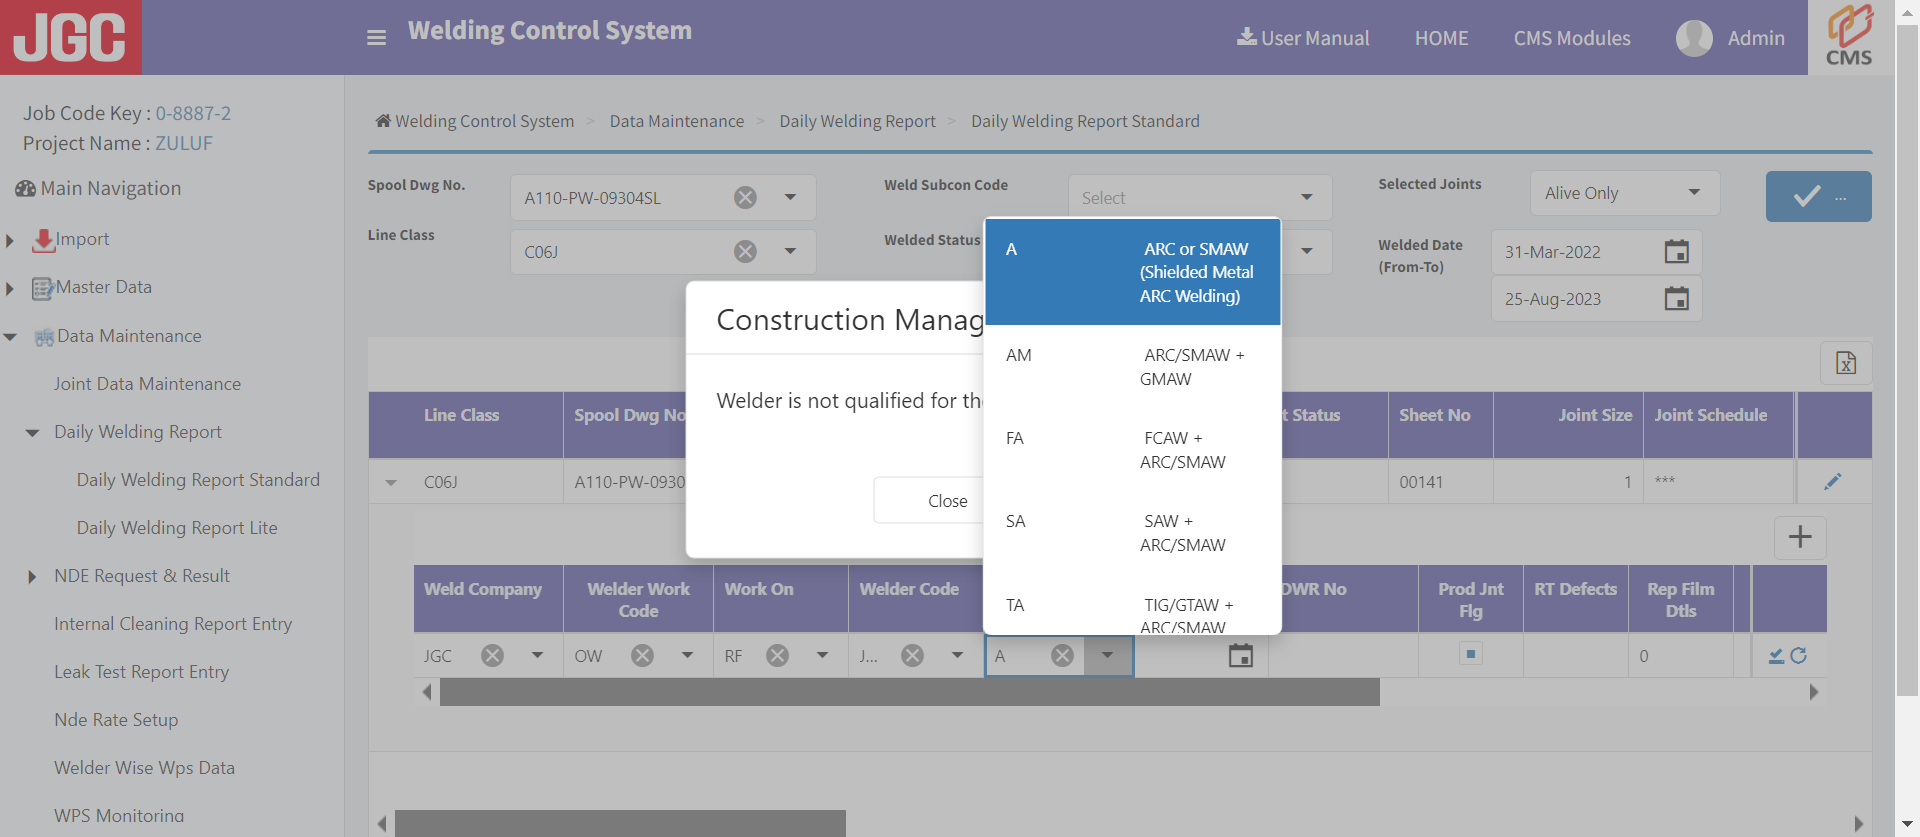 JGC
Welding Control System
User Manual
HOME
CMS Modules
Admin
CMS
Job Code Key : 0-8887-2
Project Name : ZULUF
Main Navigation
Import
Master Data
Data Maintenance
Joint Data Maintenance
Daily Welding Report
Daily Welding Report Standard
Daily Welding Report Lite
NDE Request & Result
Internal Cleaning Report Entry
Leak Test Report Entry
Nde Rate Setup
Welder Wise Wps Data
WPS Monitoring
Welding Control System > Data Maintenance > Daily Welding Report > Daily Welding Report Standard
Spool Dwg No.
A110-PW-09304SL
Weld Subcon Code
Select
Selected Joints
Alive Only
...
Line Class
C06J
Welded Status
Welded Date
(From-To)
31-Mar-2022
25-Aug-2023
Construction Manag
Welder is not qualified for th
Close
A ARC or SMAW
(Shielded Metal
ARC Welding)
AM ARC/SMAW +
GMAW
FA FCAW +
ARC/SMAW
SA SAW +
ARC/SMAW
TA TIG/GTAW +
ARC/SMAW
Line Class
Spool Dwg No
t Status
Sheet No
Joint Size
Joint Schedule
C06J
A110-PW-0930
00141
1
***
Weld Company
Welder Work
Code
Work On
Welder Code
DWR No
Prod Jnt
Flg
RT Defects
Rep Film
Dtls
JGC
OW
RF
J...
A
0